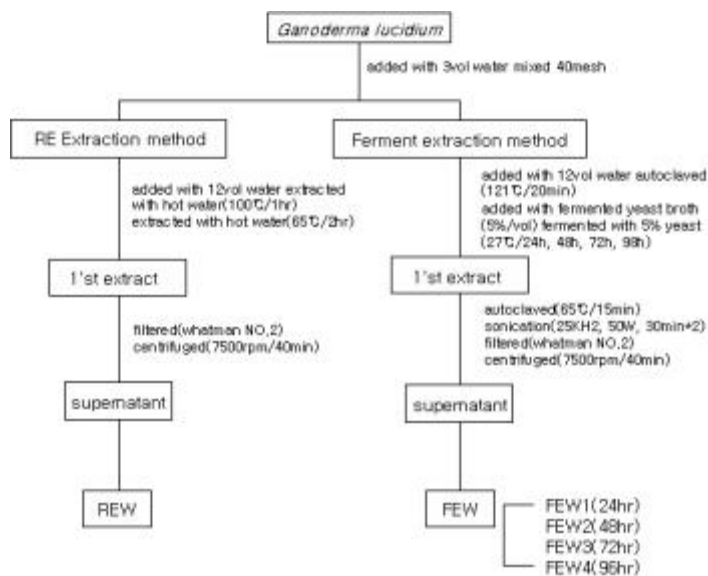 Ganoderma lucidium
added with 3vol water mixed 40mesh
RE Extraction method
Ferment extraction method
added with 12vol water extracted
with hot water(100℃/1hr)
extracted with hot water(65℃/2hr)
added with 12vol water autoclaved
(121℃/20min)
added with fermented yeast broth
(5%/vol) fermented with 5% yeast
(27℃/24h, 48h, 72h, 98h)
1'st extract
1'st extract
filtered(whatman NO.2)
centrifuged(7500rpm/40min)
autoclaved(65℃/15min)
sonication(25KH2, 50W, 30min*2)
filtered(whatman NO.2)
centrifuged(7500rpm/40min)
supernatant
supernatant
REW
FEW
FEW1(24hr)
FEW2(48hr)
FEW3(72hr)
FEW4(96hr)